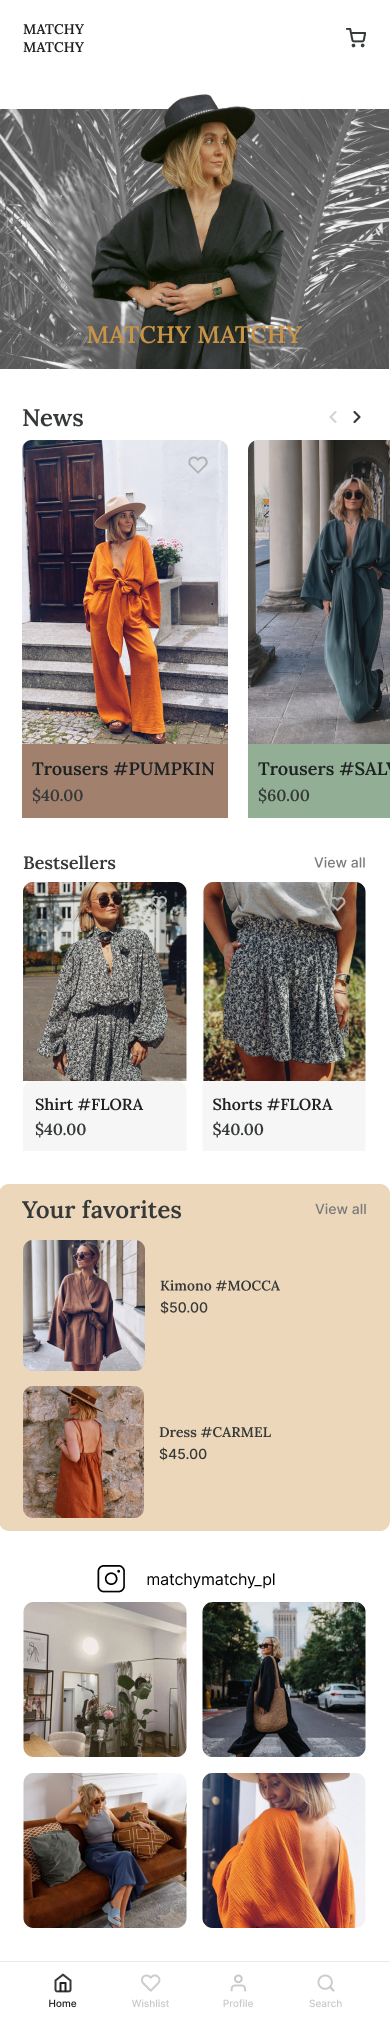 MATCHY
MATCHY
MATCHY MATCHY
News
Trousers #PUMPKIN
$40.00
Trousers #SALV
$60.00
Bestsellers
View all
Shirt #FLORA
$40.00
Shorts #FLORA
$40.00
Your favorites
View all
Kimono #MOCCA
$50.00
Dress #CARMEL
$45.00
matchymatchy_pl
Home
Wishlist
Profile
Search